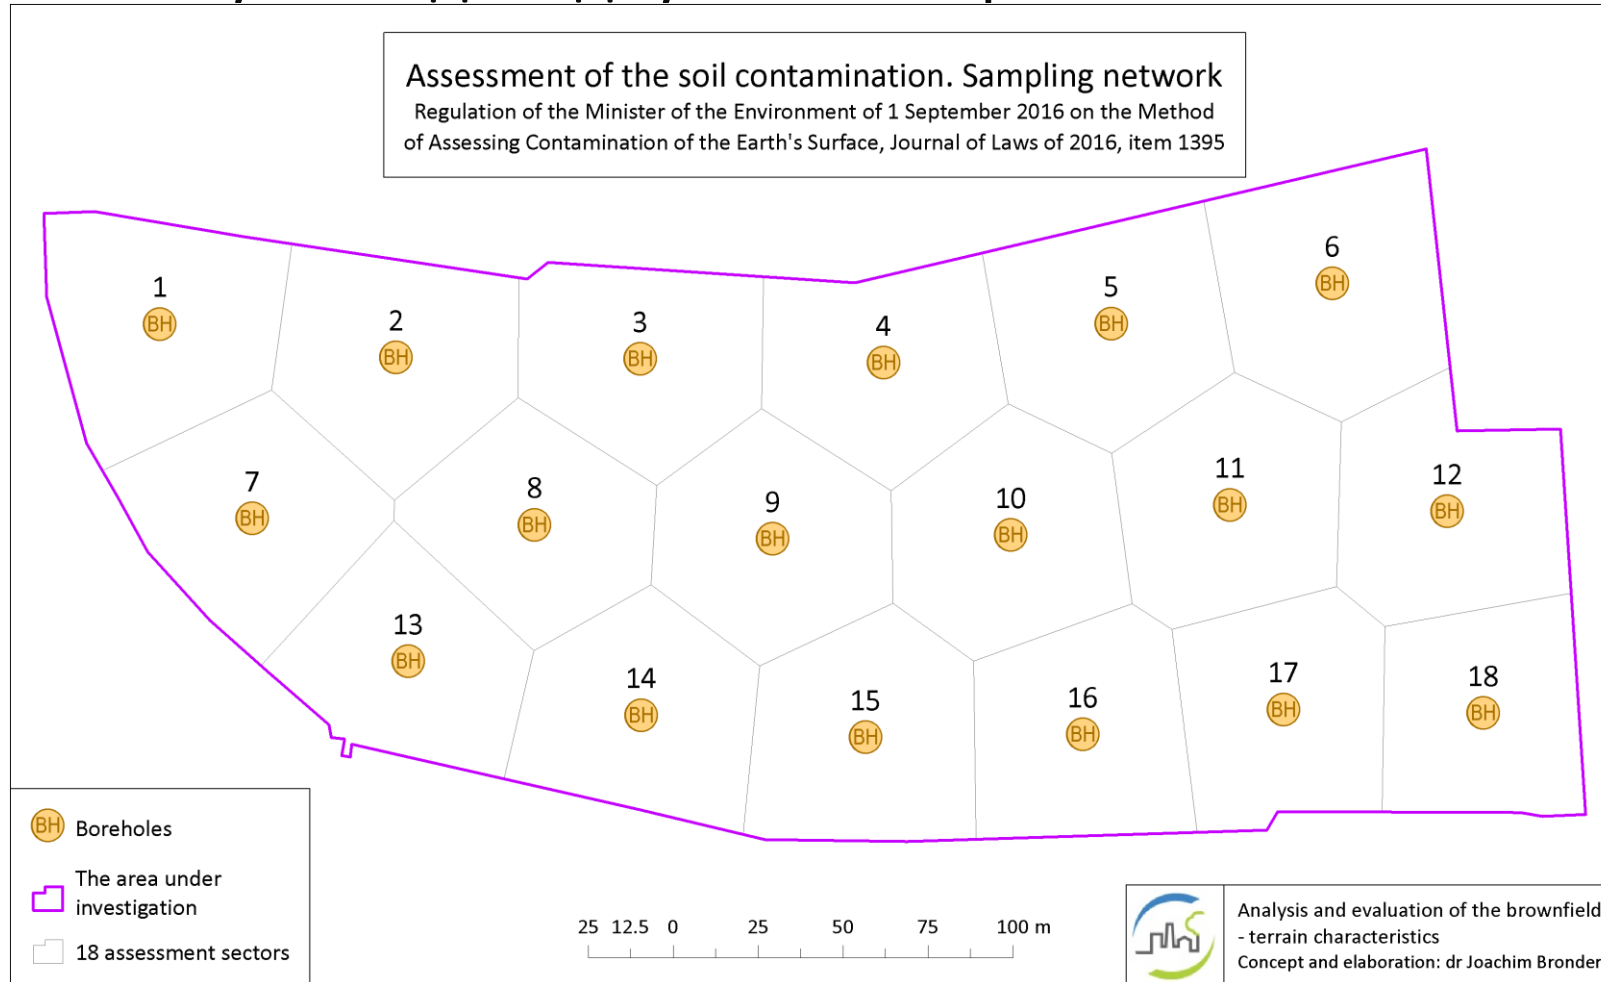 Assessment of the soil contamination. Sampling network
Regulation of the Minister of the Environment of 1 September 2016 on the Method
of Assessing Contamination of the Earth's Surface, Journal of Laws of 2016, item 1395
1
BH
2
BH
3
BH
4
BH
5
BH
6
BH
7
BH
8
BH
9
BH
10
BH
11
BH
12
BH
13
BH
14
BH
15
BH
16
BH
17
BH
18
BH
BH Boreholes
The area under
investigation
18 assessment sectors
25 12.5 0 25 50 75 100 m
Analysis and evaluation of the brownfield
- terrain characteristics
Concept and elaboration: dr Joachim Bronder